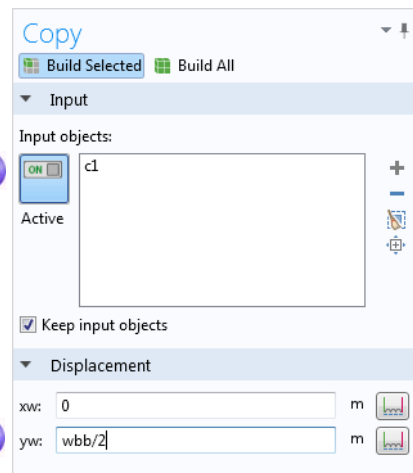 Copy
Build Selected Build All
Input
Input objects:
ON c1
Active
Keep input objects
Displacement
xw: 0 m
yw: wbb/2 m